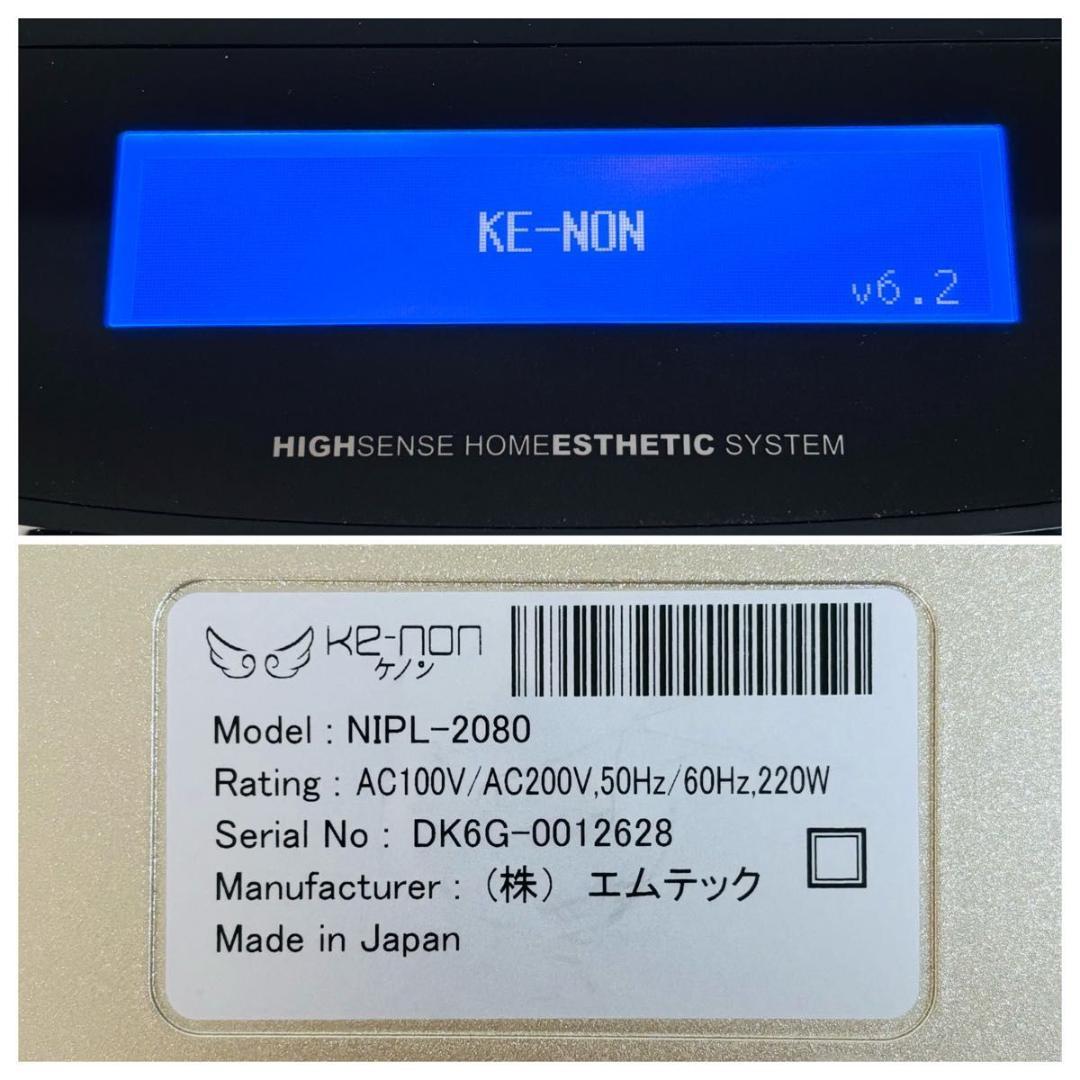 KE-NON
v6.2
HIGHSENSE HOMEESTHETIC SYSTEM
ke-non
ケノン
Model : NIPL-2080
Rating : AC100V/AC200V,50Hz/60Hz,220W
Serial No : DK6G-0012628
Manufacturer : (株) エムテック
Made in Japan